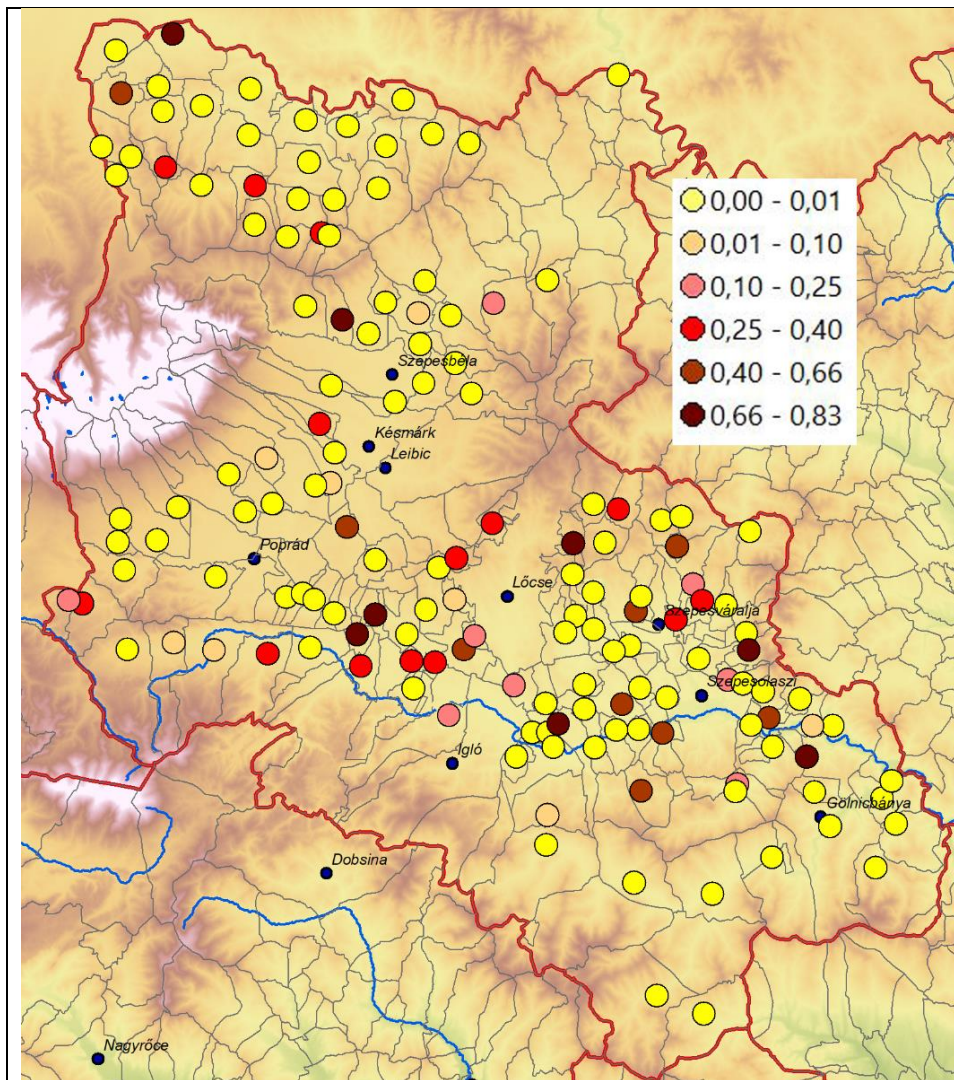 0,00 - 0,01
0,01 - 0,10
0,10 - 0,25
0,25 - 0,40
0,40 - 0,66
0,66 - 0,83
Szepesbéla
Késmárk
Leibic
Poprád
Lőcse
Szepesváralja
Szepesolaszi
Igló
Gölnicbánya
Dobsina
Nagyrőce